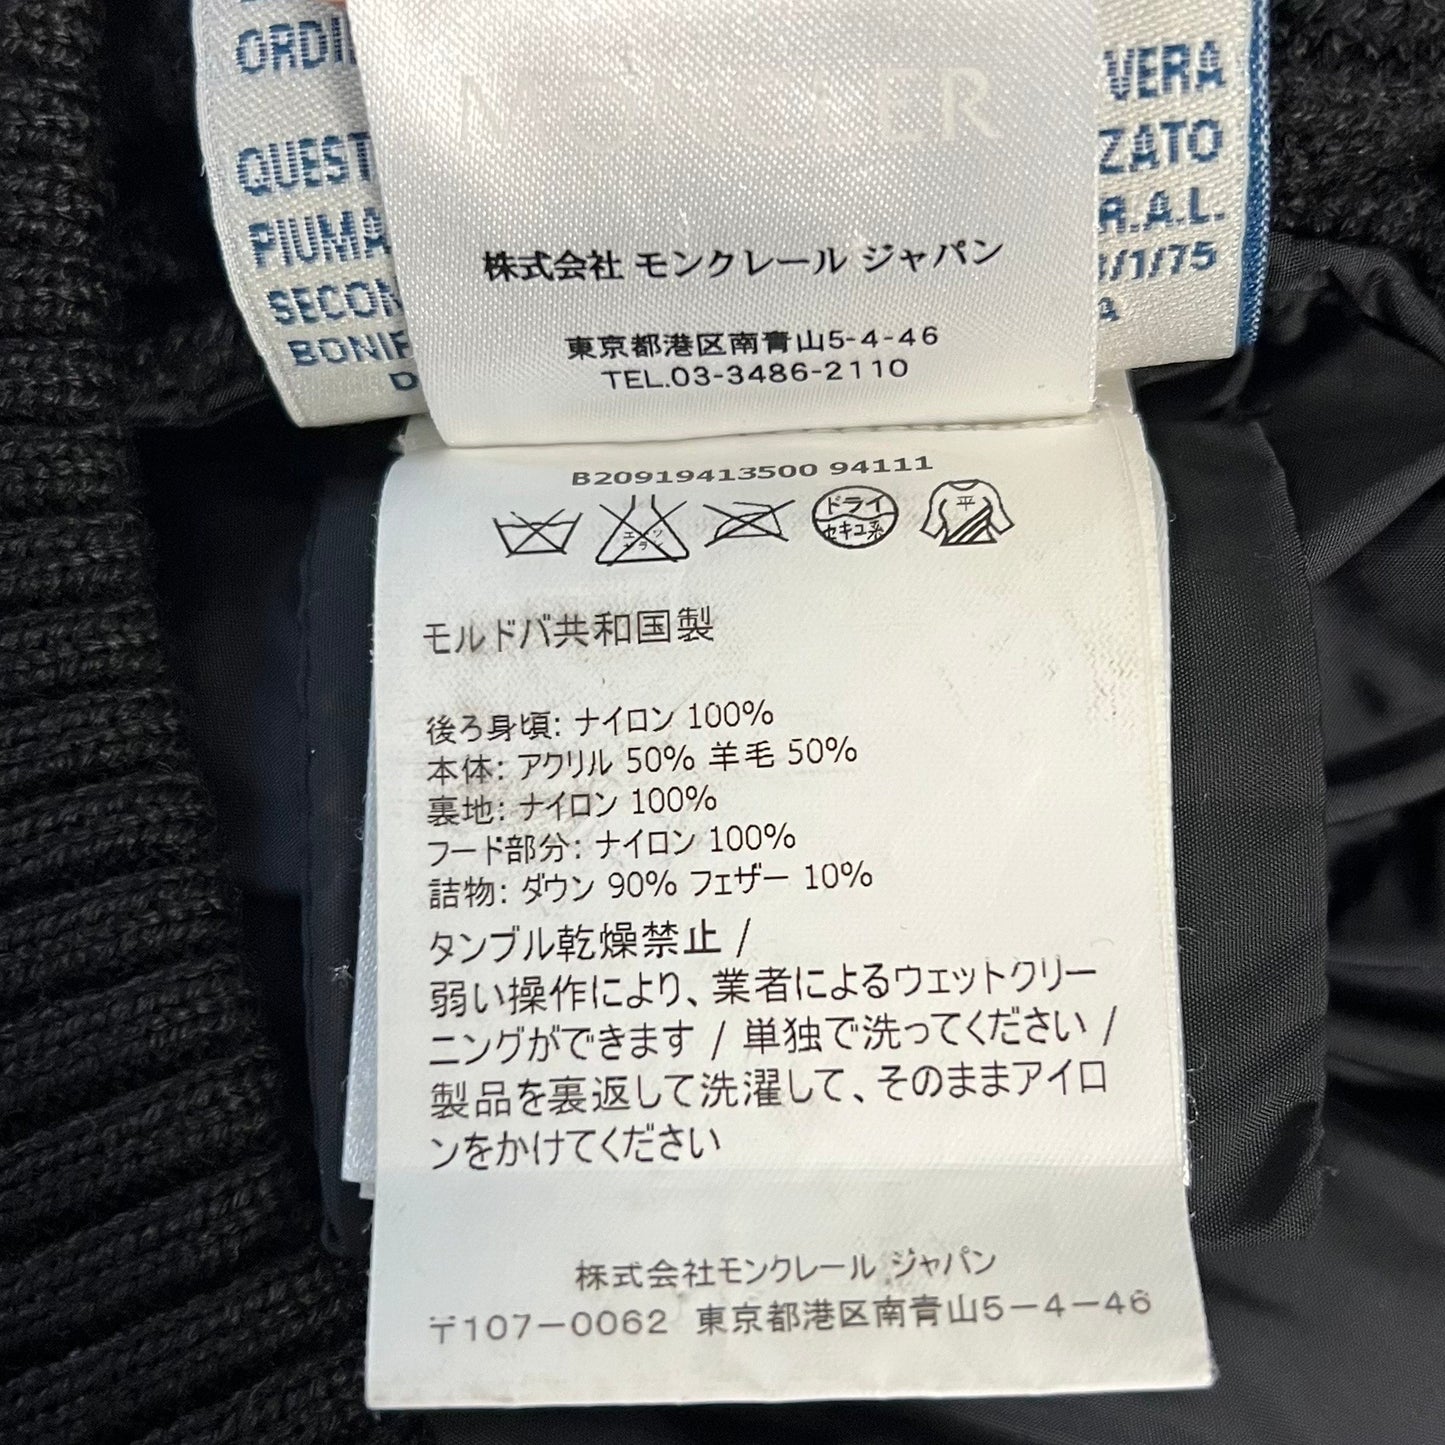 VERA
QUEST
ZATO
PIUMA
R.A.L.
SECON
/1/75
MONCLER
株式会社 モンクレール ジャパン
東京都港区南青山5-4-46
TEL.03-3486-2110
B20919413500 94111
ドライ
セキユ系
平
モルドバ共和国製
後ろ身頃: ナイロン 100%
本体: アクリル 50% 羊毛 50%
裏地: ナイロン 100%
フード部分: ナイロン 100%
詰物: ダウン 90% フェザー 10%
タンブル乾燥禁止 /
弱い操作により、業者によるウェットクリー
ニングができます / 単独で洗ってください /
製品を裏返して洗濯して、そのままアイロ
ンをかけてください
株式会社モンクレール ジャパン
〒107−0062 東京都港区南青山5−4−46